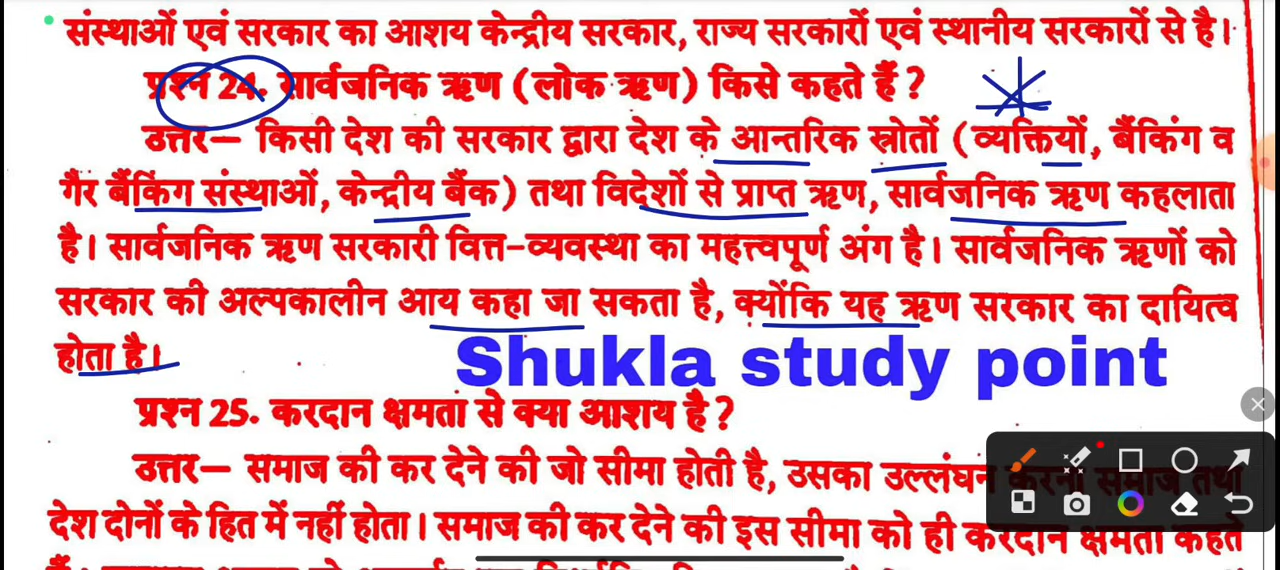 संस्थाओं एवं सरकार का आशय केन्द्रीय सरकार, राज्य सरकारों एवं स्थानीय सरकारों से है।
प्रश्न 24. सार्वजनिक ऋण (लोक ऋण) किसे कहते हैं ?
उत्तर— किसी देश की सरकार द्वारा देश के आन्तरिक स्रोतों (व्यक्तियों, बैंकिंग व
गैर बैंकिंग संस्थाओं, केन्द्रीय बैंक) तथा विदेशों से प्राप्त ऋण, सार्वजनिक ऋण कहलाता
है। सार्वजनिक ऋण सरकारी वित्त-व्यवस्था का महत्त्वपूर्ण अंग है। सार्वजनिक ऋणों को
सरकार की अल्पकालीन आय कहा जा सकता है, क्योंकि यह ऋण सरकार का दायित्व
होता है।
Shukla study point
प्रश्न 25. करदान क्षमता से क्या आशय है ?
उत्तर— समाज की कर देने की जो सीमा होती है, उसका उल्लंघन करना समाज तथा
देश दोनों के हित में नहीं होता। समाज की कर देने की इस सीमा को ही करदान क्षमता कहते